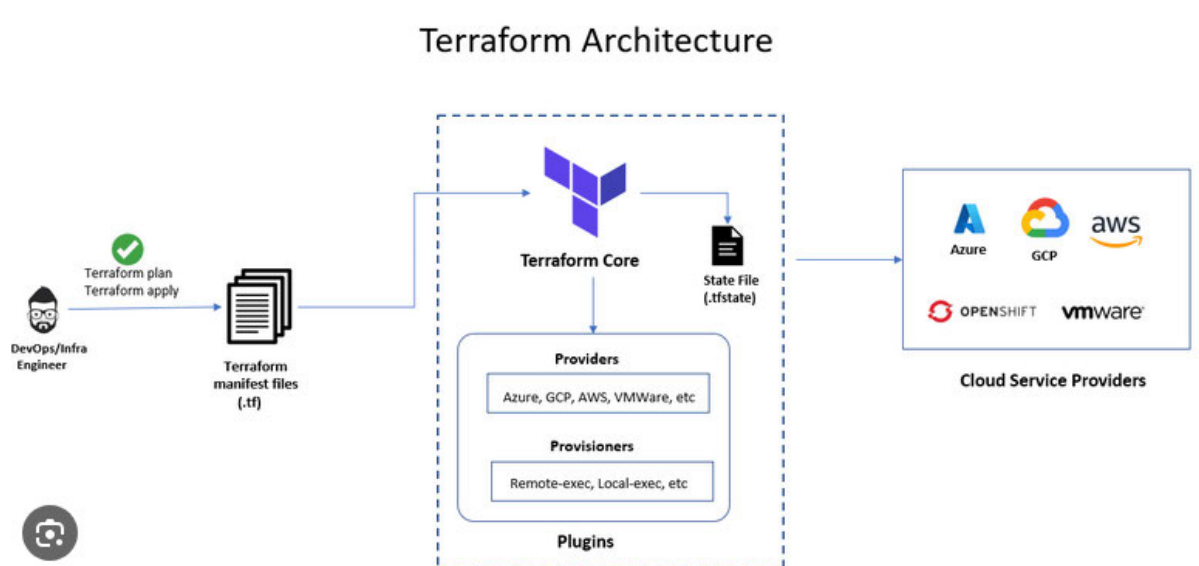 Terraform Architecture
Terraform plan
Terraform apply
DevOps/Infra
Engineer
Terraform
manifest files
(.tf)
Terraform Core
State File
(.tfstate)
Providers
Azure, GCP, AWS, VMWare, etc
Provisioners
Remote-exec, Local-exec, etc
Plugins
Azure
GCP
aws
OPENSHIFT
vmware
Cloud Service Providers